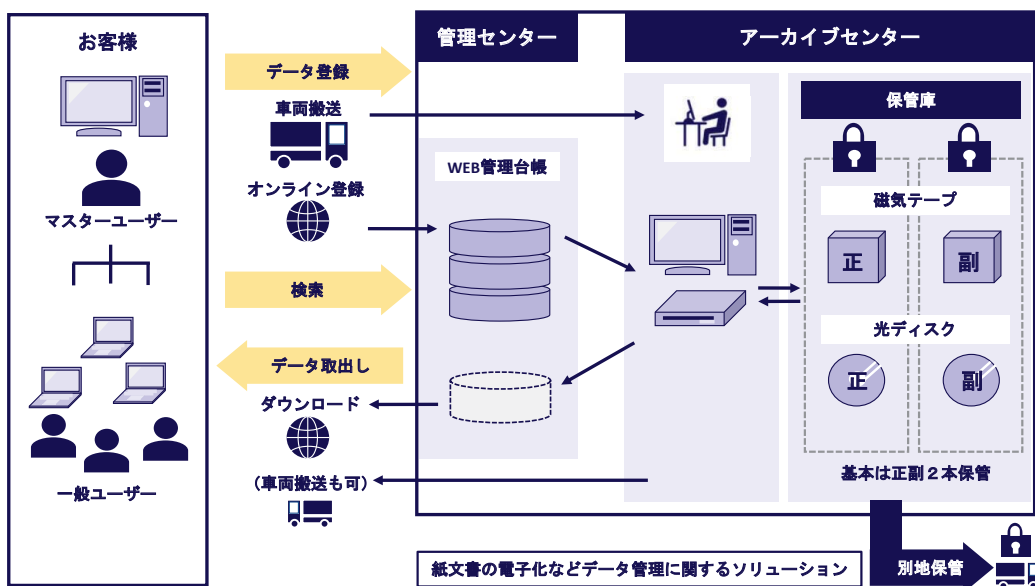 お客様
マスターユーザー
一般ユーザー
データ登録
車両搬送
オンライン登録
検索
データ取出し
ダウンロード
(車両搬送も可)
管理センター
WEB管理台帳
アーカイブセンター
保管庫
磁気テープ
正
副
光ディスク
正
副
基本は正副２本保管
紙文書の電子化などデータ管理に関するソリューション
別地保管